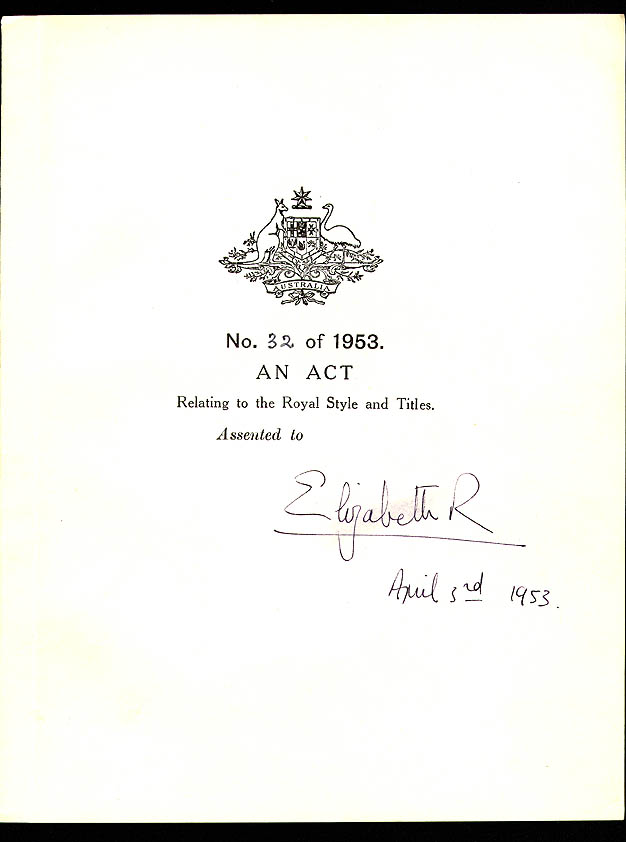 AUSTRALIA
No. 32 of 1953.
AN ACT
Relating to the Royal Style and Titles.
Assented to
Elizabeth R
April 3rd 1953.